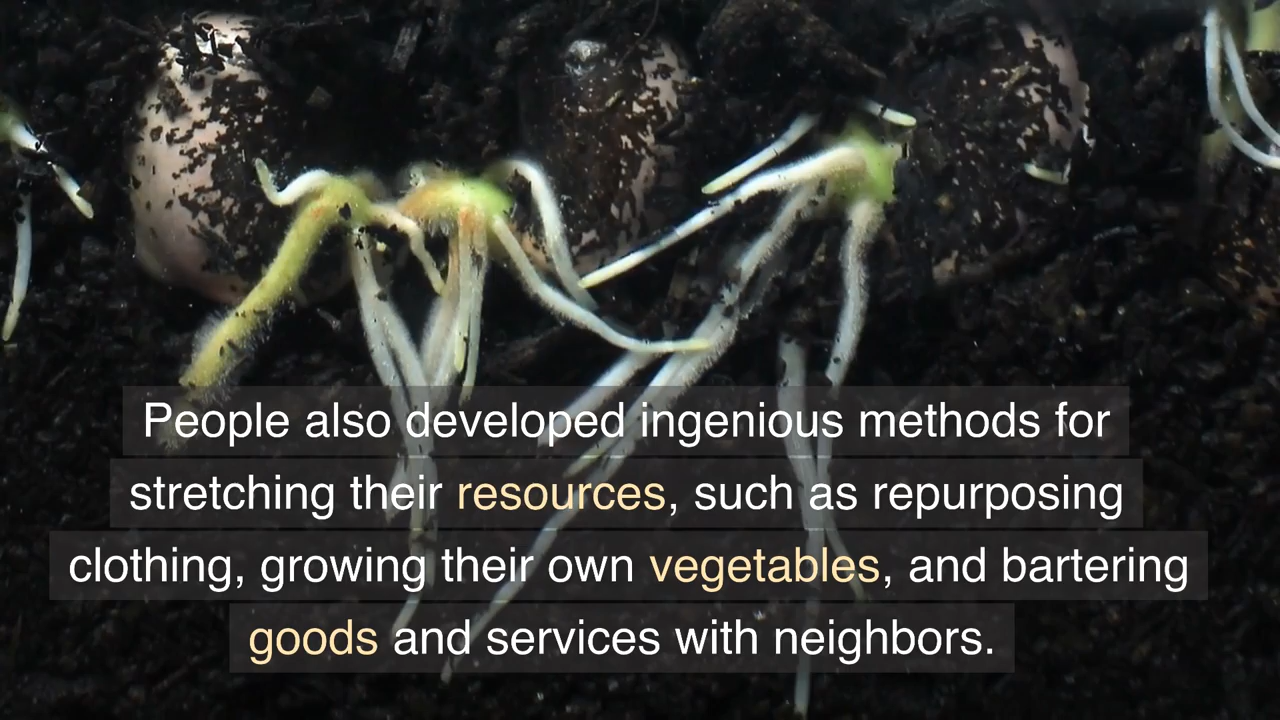 People also developed ingenious methods for
stretching their resources, such as repurposing
clothing, growing their own vegetables, and bartering
goods and services with neighbors.